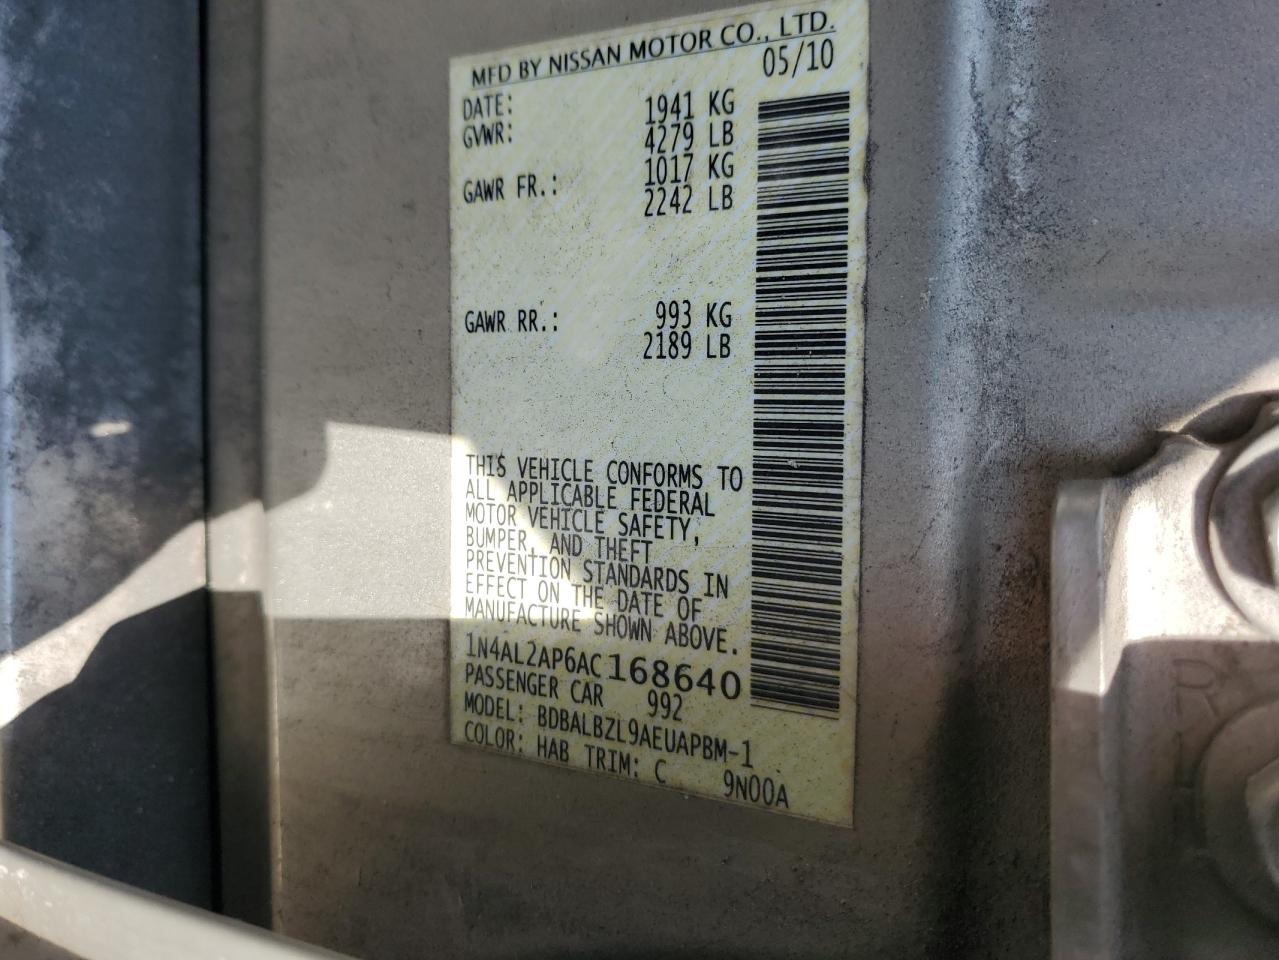 MFD BY NISSAN MOTOR CO., LTD.
DATE: 05/10
GVWR: 1941 KG
4279 LB
GAWR FR.: 1017 KG
2242 LB
GAWR RR.: 993 KG
2189 LB
THIS VEHICLE CONFORMS TO
ALL APPLICABLE FEDERAL
MOTOR VEHICLE SAFETY,
BUMPER, AND THEFT
PREVENTION STANDARDS IN
EFFECT ON THE DATE OF
MANUFACTURE SHOWN ABOVE.
1N4AL2AP6AC168640
PASSENGER CAR 992
MODEL: BDBALBZL9AEUAPBM-1
COLOR: HAB TRIM: C 9N00A
R